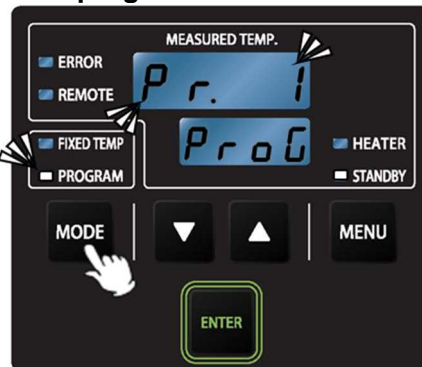 MEASURED TEMP.
ERROR
REMOTE
Pr. 1
FIXED TEMP
PROGRAM
ProG
HEATER
STANDBY
MODE
MENU
ENTER